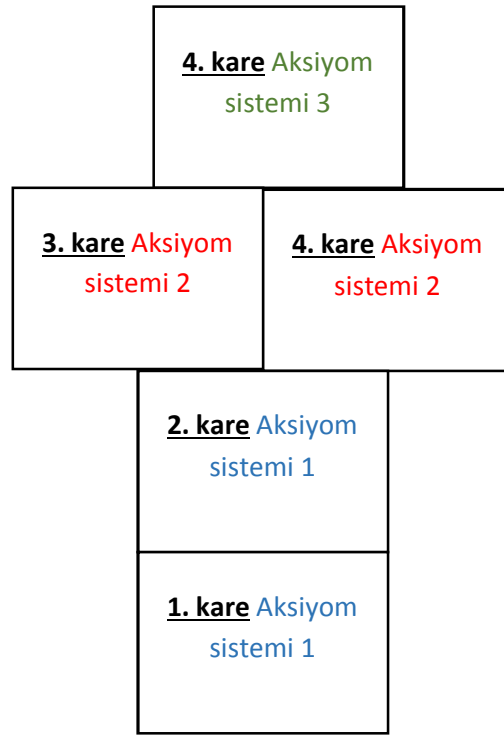 4. kare Aksiyom
sistemi 3
3. kare Aksiyom
sistemi 2
4. kare Aksiyom
sistemi 2
2. kare Aksiyom
sistemi 1
1. kare Aksiyom
sistemi 1